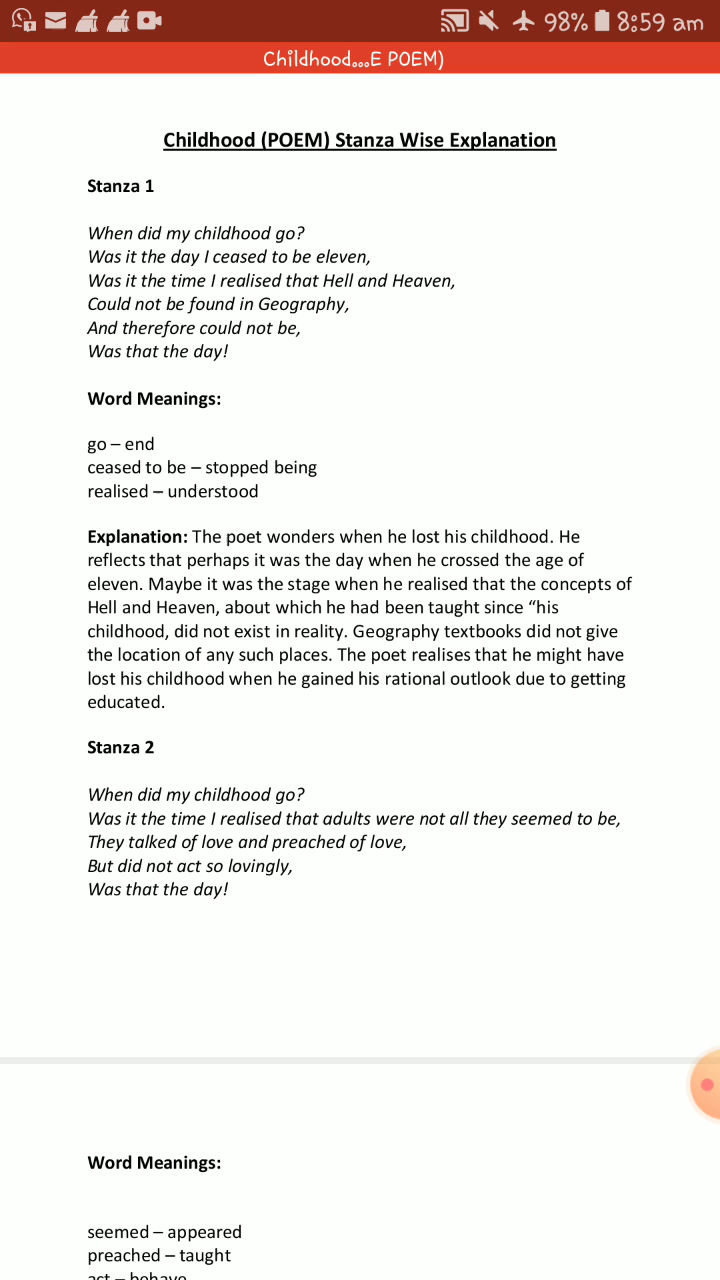 98% 8:59 am
Childhood...E POEM)
Childhood (POEM) Stanza Wise Explanation
Stanza 1
When did my childhood go?
Was it the day I ceased to be eleven,
Was it the time I realised that Hell and Heaven,
Could not be found in Geography,
And therefore could not be,
Was that the day!
Word Meanings:
go – end
ceased to be – stopped being
realised – understood
Explanation: The poet wonders when he lost his childhood. He
reflects that perhaps it was the day when he crossed the age of
eleven. Maybe it was the stage when he realised that the concepts of
Hell and Heaven, about which he had been taught since “his
childhood, did not exist in reality. Geography textbooks did not give
the location of any such places. The poet realises that he might have
lost his childhood when he gained his rational outlook due to getting
educated.
Stanza 2
When did my childhood go?
Was it the time I realised that adults were not all they seemed to be,
They talked of love and preached of love,
But did not act so lovingly,
Was that the day!
Word Meanings:
seemed – appeared
preached – taught
act – behave